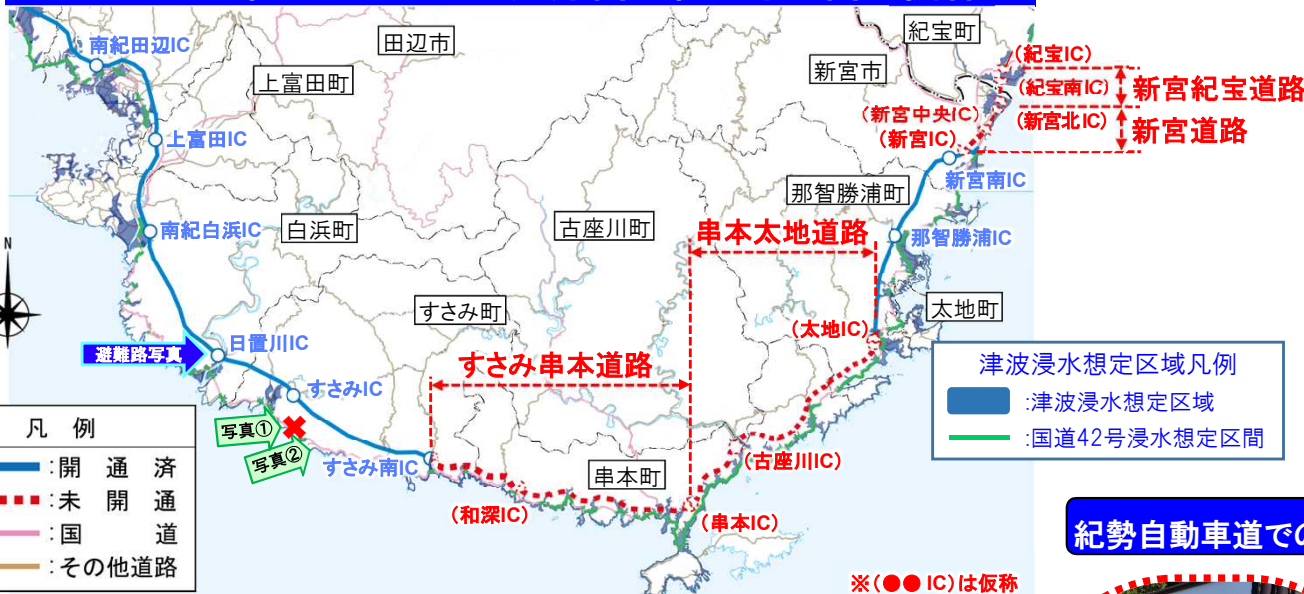 南紀田辺IC
田辺市
紀宝町
上富田町
新宮市
(紀宝IC)
(紀宝南IC)
新宮紀宝道路
(新宮中央IC)
(新宮北IC)
新宮道路
(新宮IC)
上富田IC
新宮南IC
那智勝浦町
南紀白浜IC
白浜町
古座川町
串本太地道路
那智勝浦IC
N
すさみ町
太地町
(太地IC)
避難路写真
日置川IC
すさみ串本道路
津波浸水想定区域凡例
:津波浸水想定区域
:国道42号浸水想定区間
すさみIC
写真①
写真②
すさみ南IC
凡 例
:開 通 済
:未 開 通
:国 道
:その他道路
串本町
(古座川IC)
(和深IC)
(串本IC)
紀勢自動車道での
※(●● IC)は仮称